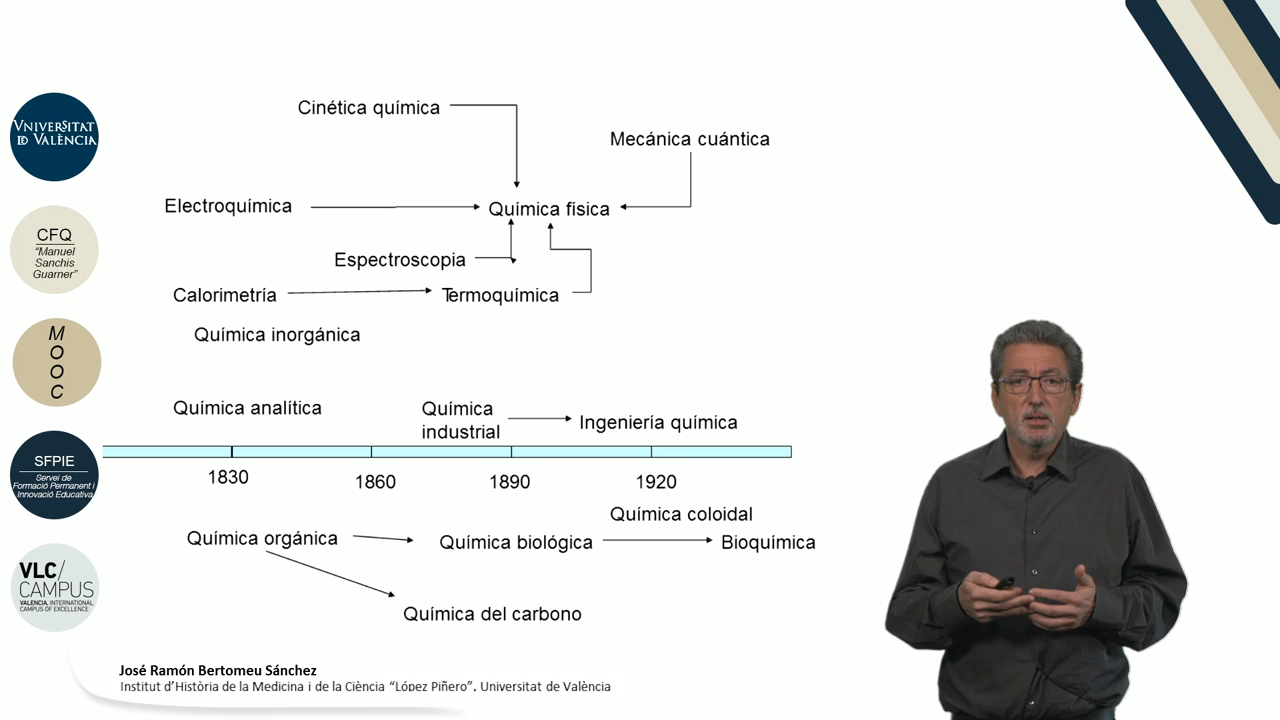 VNIVERSITAT
D VALÈNCIA
CFQ
“Manuel
Sanchis
Guarner”
M
O
O
C
SFPIE
Servei de
Formació Permanent i
Innovació Educativa
VLC/
CAMPUS
VALENCIA, INTERNATIONAL
CAMPUS OF EXCELLENCE
Cinética química
Mecánica cuántica
Electroquímica
Química física
Espectroscopia
Calorimetría
Termoquímica
Química inorgánica
Química analítica
Química
industrial
Ingeniería química
1830
1860
1890
1920
Química coloidal
Química orgánica
Química biológica
Bioquímica
Química del carbono
José Ramón Bertomeu Sánchez
Institut d’Història de la Medicina i de la Ciència “López Piñero”. Universitat de València